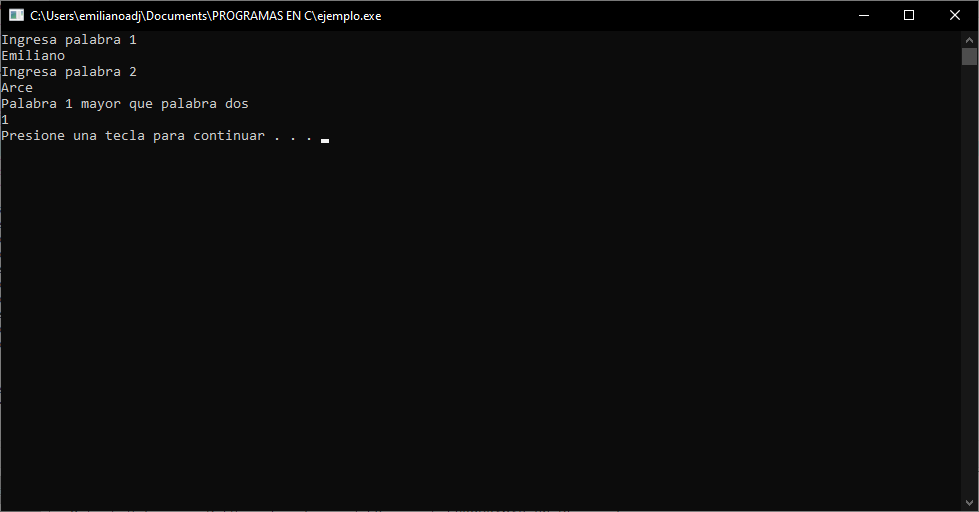 C:\Users\emilianoadj\Documents\PROGRAMAS EN C\ejemplo.exe
Ingresa palabra 1
Emiliano
Ingresa palabra 2
Arce
Palabra 1 mayor que palabra dos
1
Presione una tecla para continuar . . .